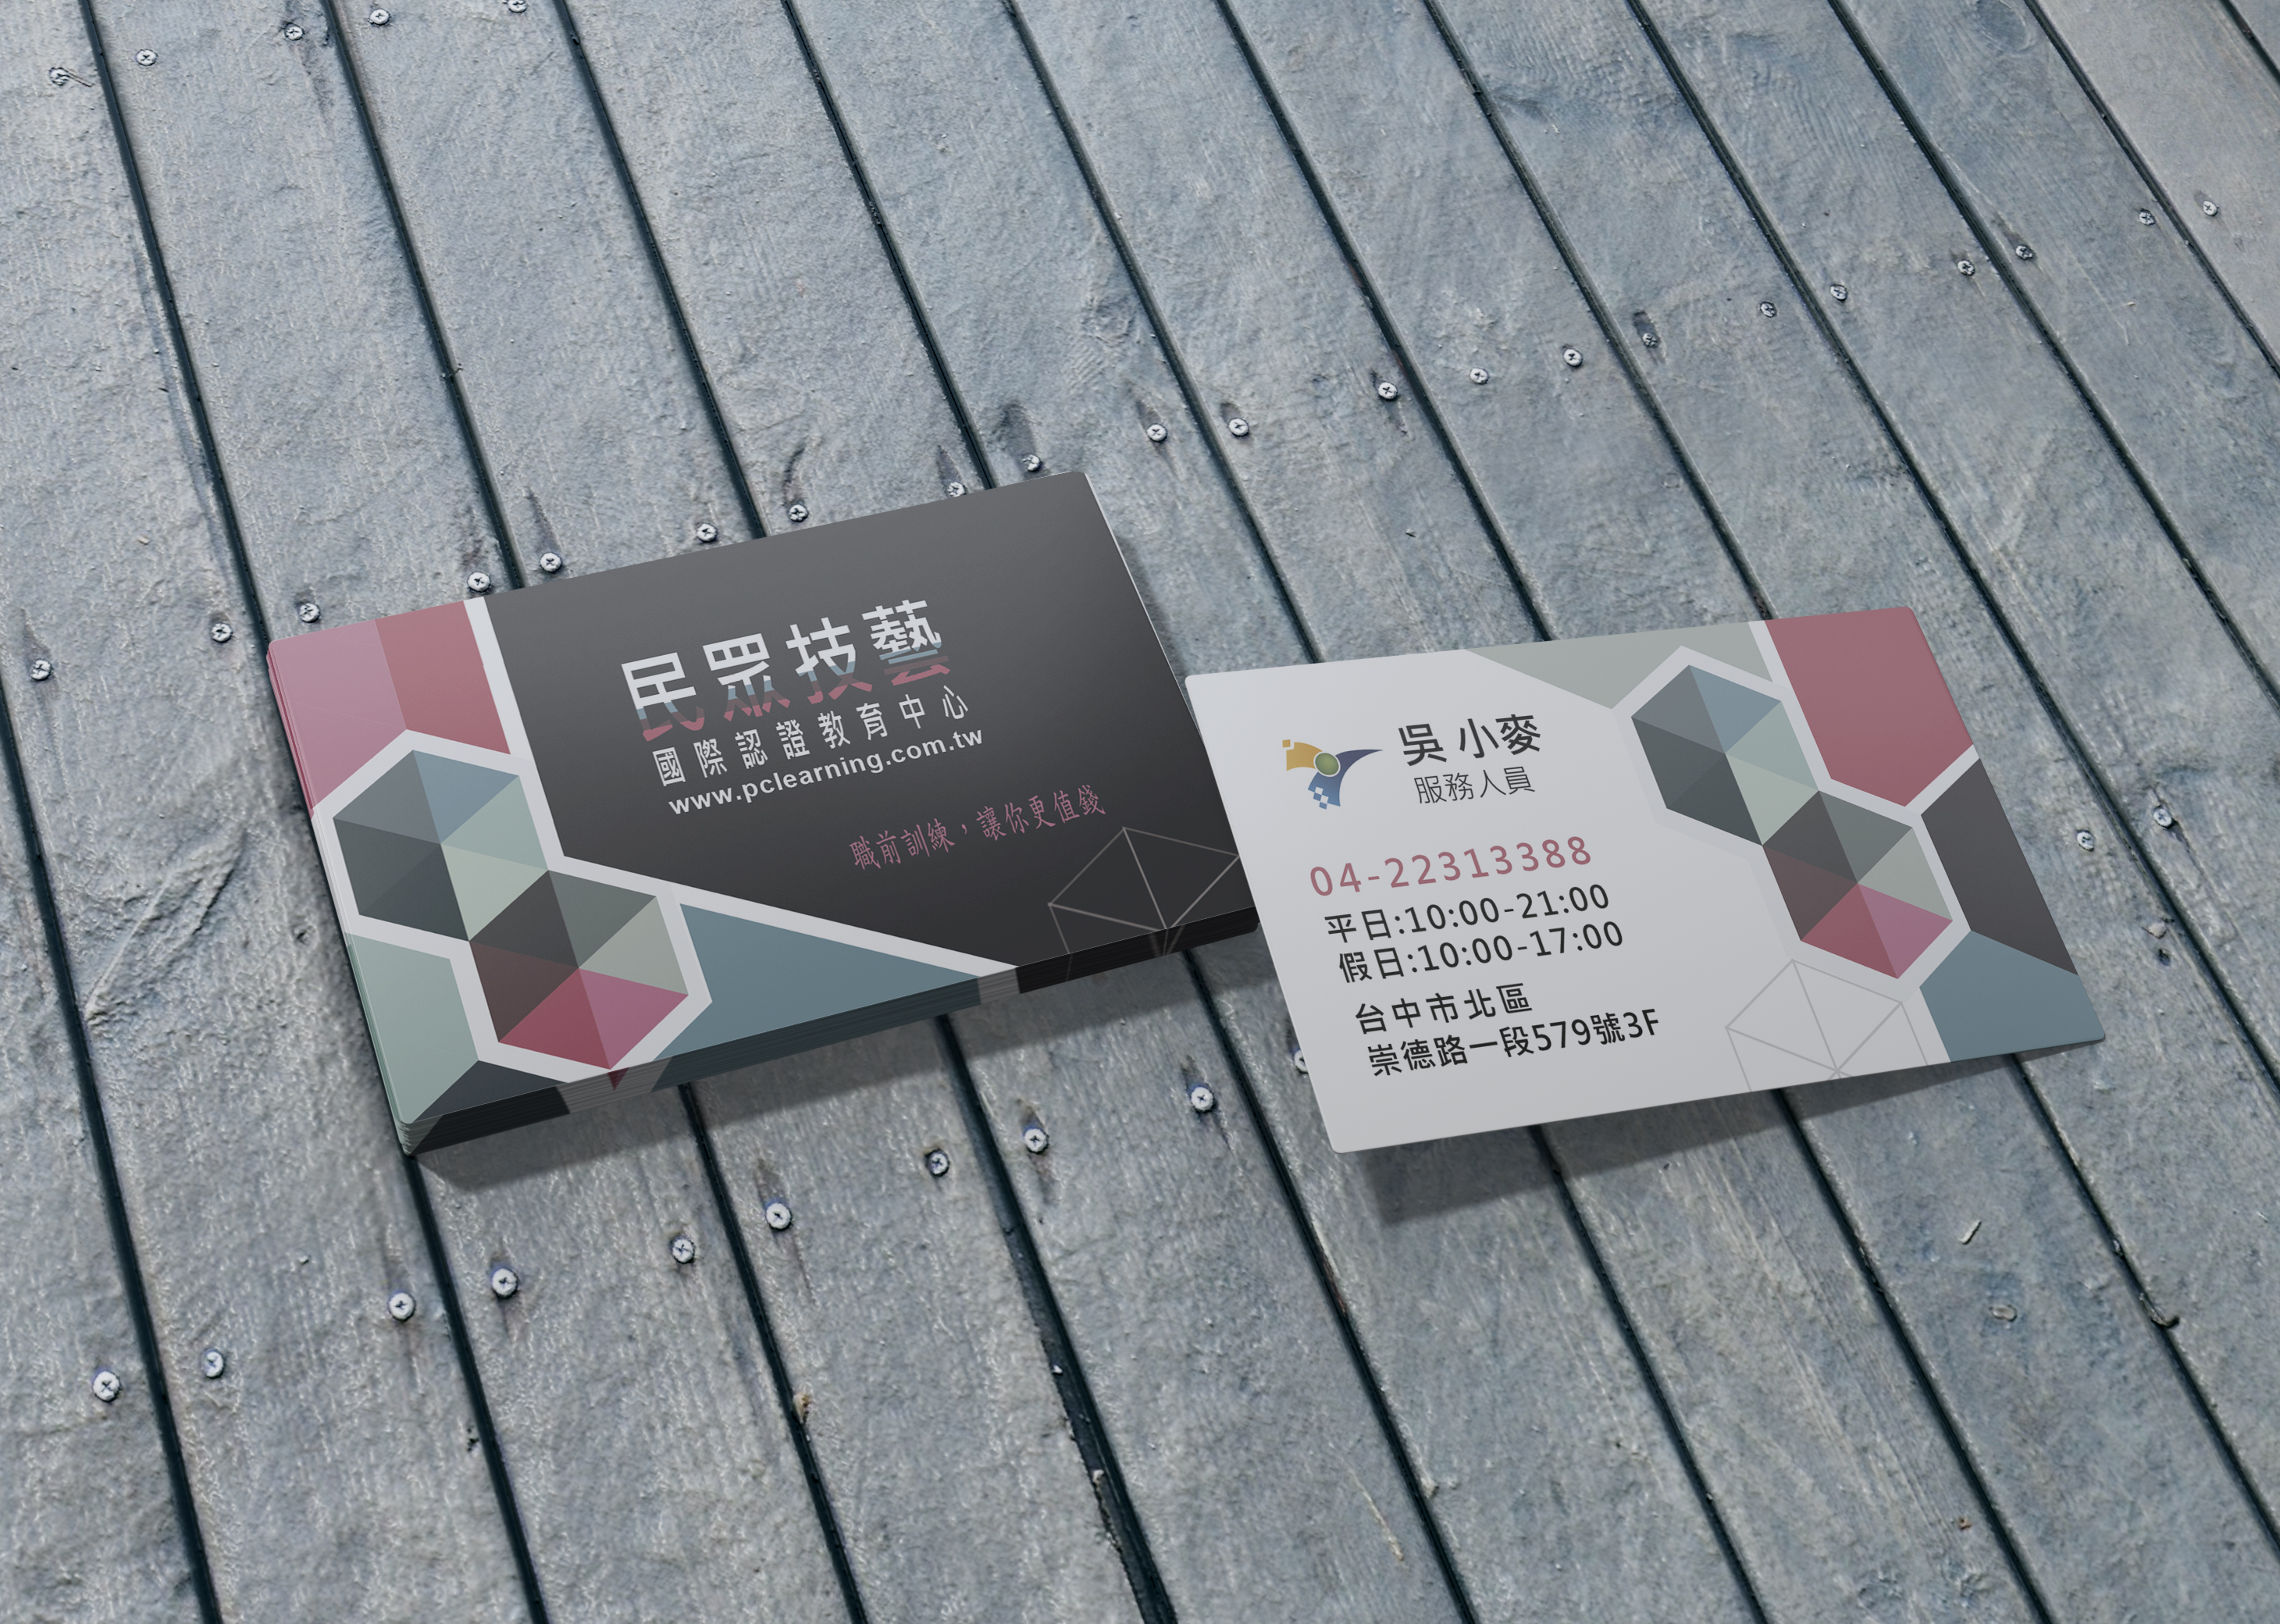 民眾技藝
國際認證教育中心
www.pclearning.com.tw
職前訓練，讓你更值錢
吳小麥
服務人員
04-22313388
平日:10:00-21:00
假日:10:00-17:00
台中市北區
崇德路一段579號3F